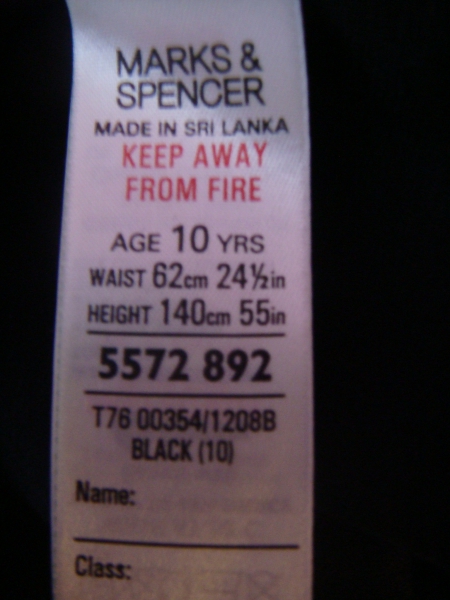 MARKS &
SPENCER
MADE IN SRI LANKA
KEEP AWAY
FROM FIRE
AGE 10 YRS
WAIST 62cm 24½in
HEIGHT 140cm 55in
5572 892
T76 00354/1208B
BLACK (10)
Name:
Class: